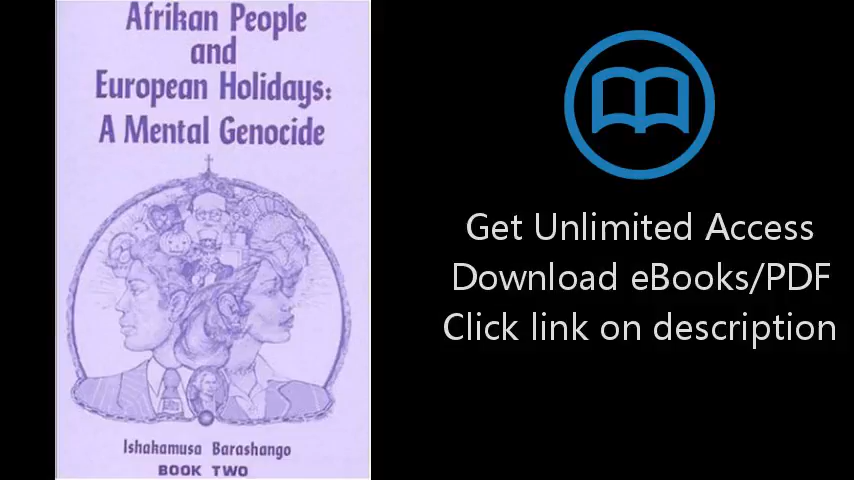 Afrikan People
and
European Holidays:
A Mental Genocide
Ishakamusa Barashango
BOOK TWO
Get Unlimited Access
Download eBooks/PDF
Click link on description